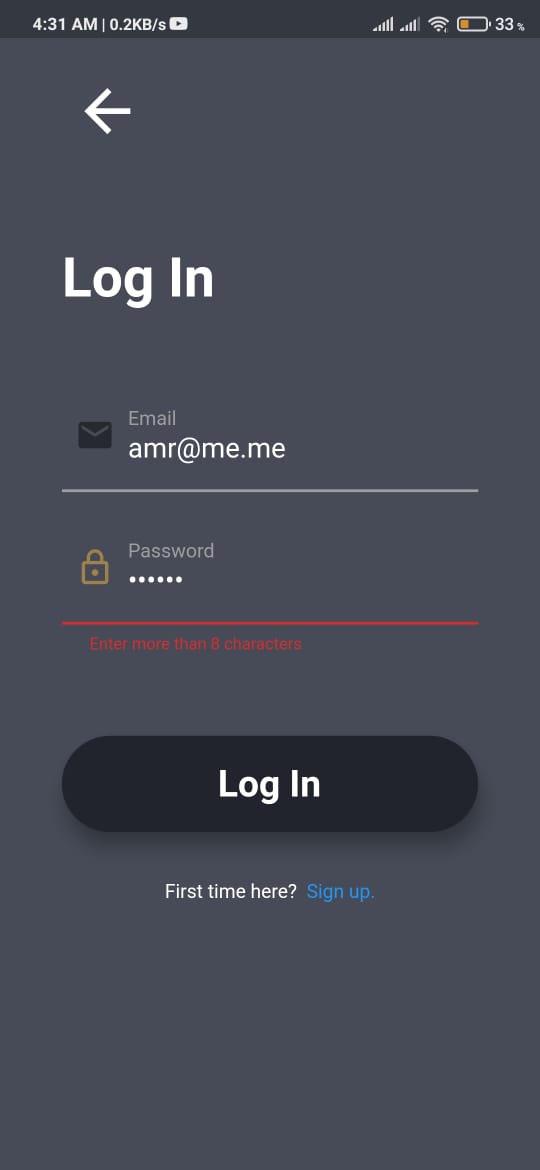 4:31 AM | 0.2KB/s
33 %
Log In
Email
amr@me.me
Password
••••••
Enter more than 8 characters
Log In
First time here? Sign up.